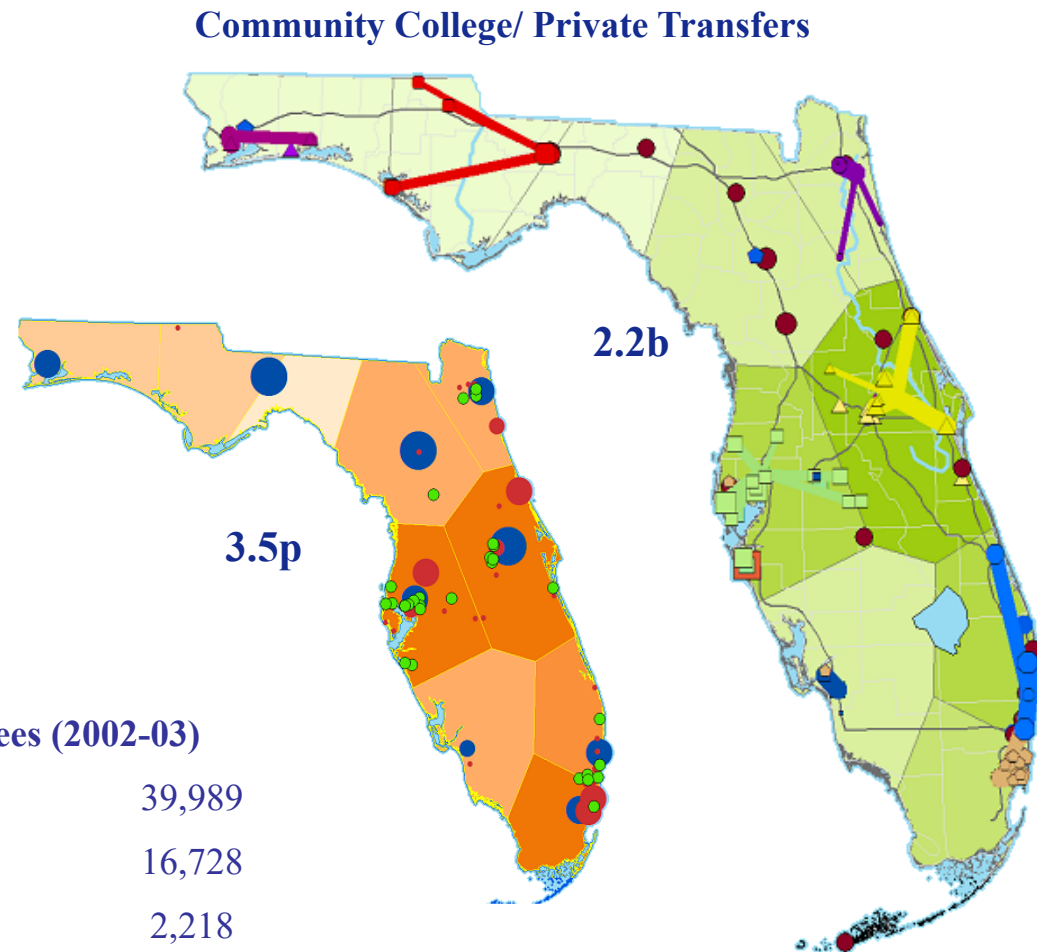 Community College/ Private Transfers
2.2b
3.5p
ees (2002-03)
39,989
16,728
2,218